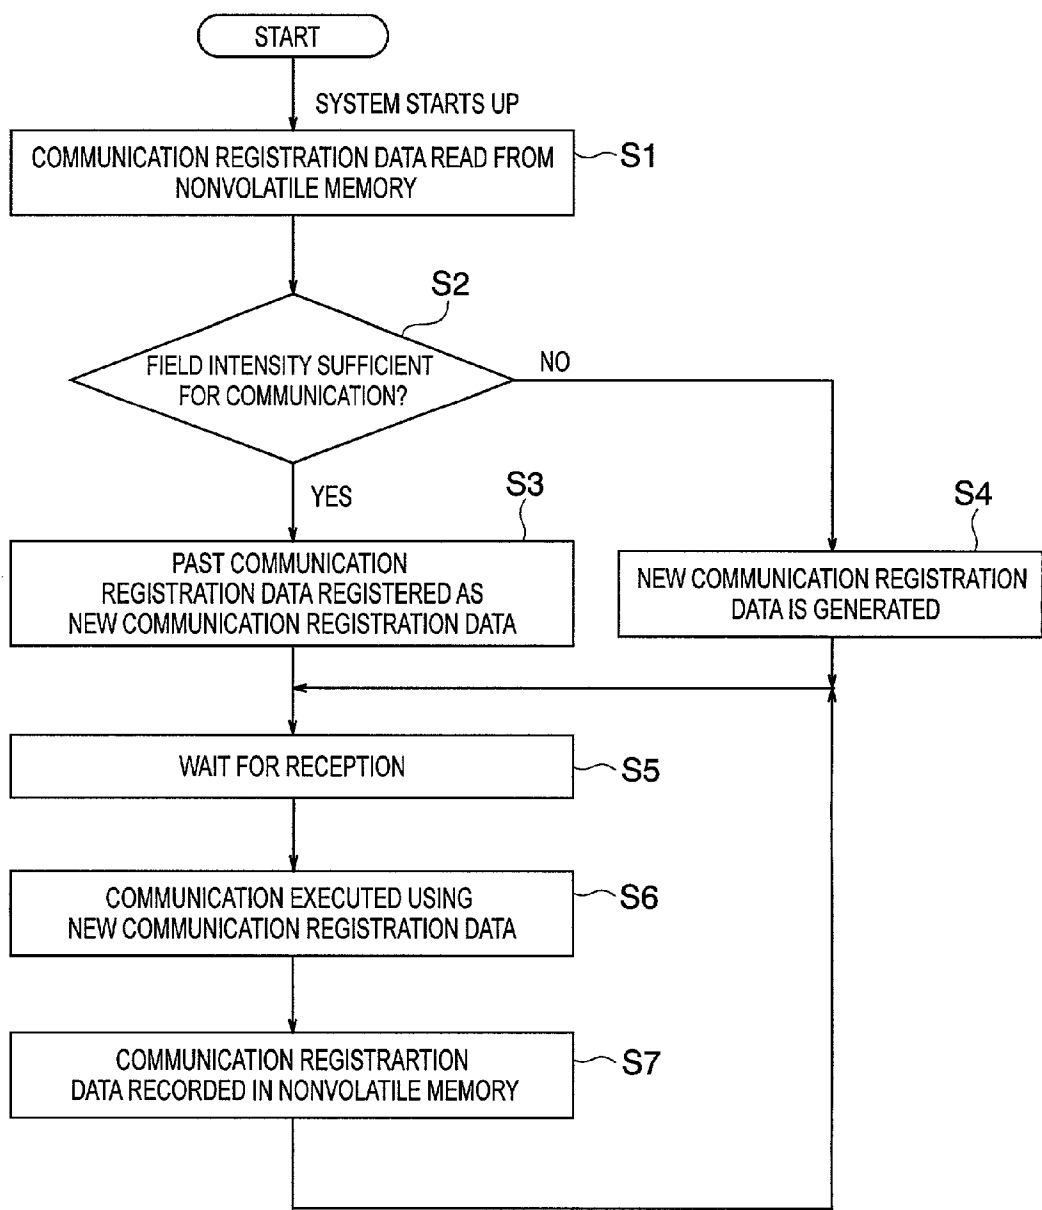 START
SYSTEM STARTS UP
COMMUNICATION REGISTRATION DATA READ FROM
NONVOLATILE MEMORY
S1
S2
FIELD INTENSITY SUFFICIENT
FOR COMMUNICATION?
NO
YES
S3
PAST COMMUNICATION
REGISTRATION DATA REGISTERED AS
NEW COMMUNICATION REGISTRATION DATA
S4
NEW COMMUNICATION REGISTRATION
DATA IS GENERATED
WAIT FOR RECEPTION
S5
COMMUNICATION EXECUTED USING
NEW COMMUNICATION REGISTRATION DATA
S6
COMMUNICATION REGISTRARTION
DATA RECORDED IN NONVOLATILE MEMORY
S7